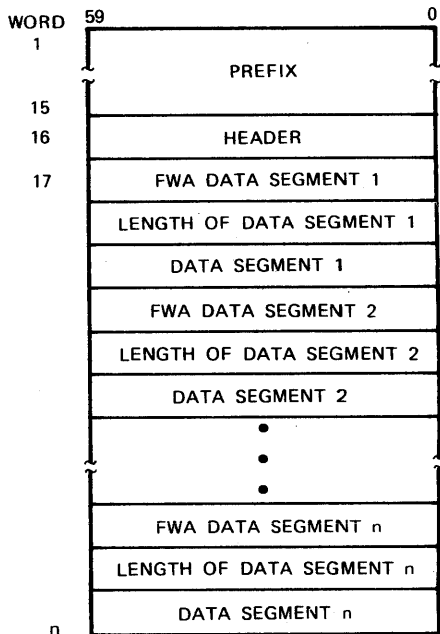 WORD 59 0
1
PREFIX
15
16 HEADER
17 FWA DATA SEGMENT 1
LENGTH OF DATA SEGMENT 1
DATA SEGMENT 1
FWA DATA SEGMENT 2
LENGTH OF DATA SEGMENT 2
DATA SEGMENT 2
FWA DATA SEGMENT n
LENGTH OF DATA SEGMENT n
n DATA SEGMENT n